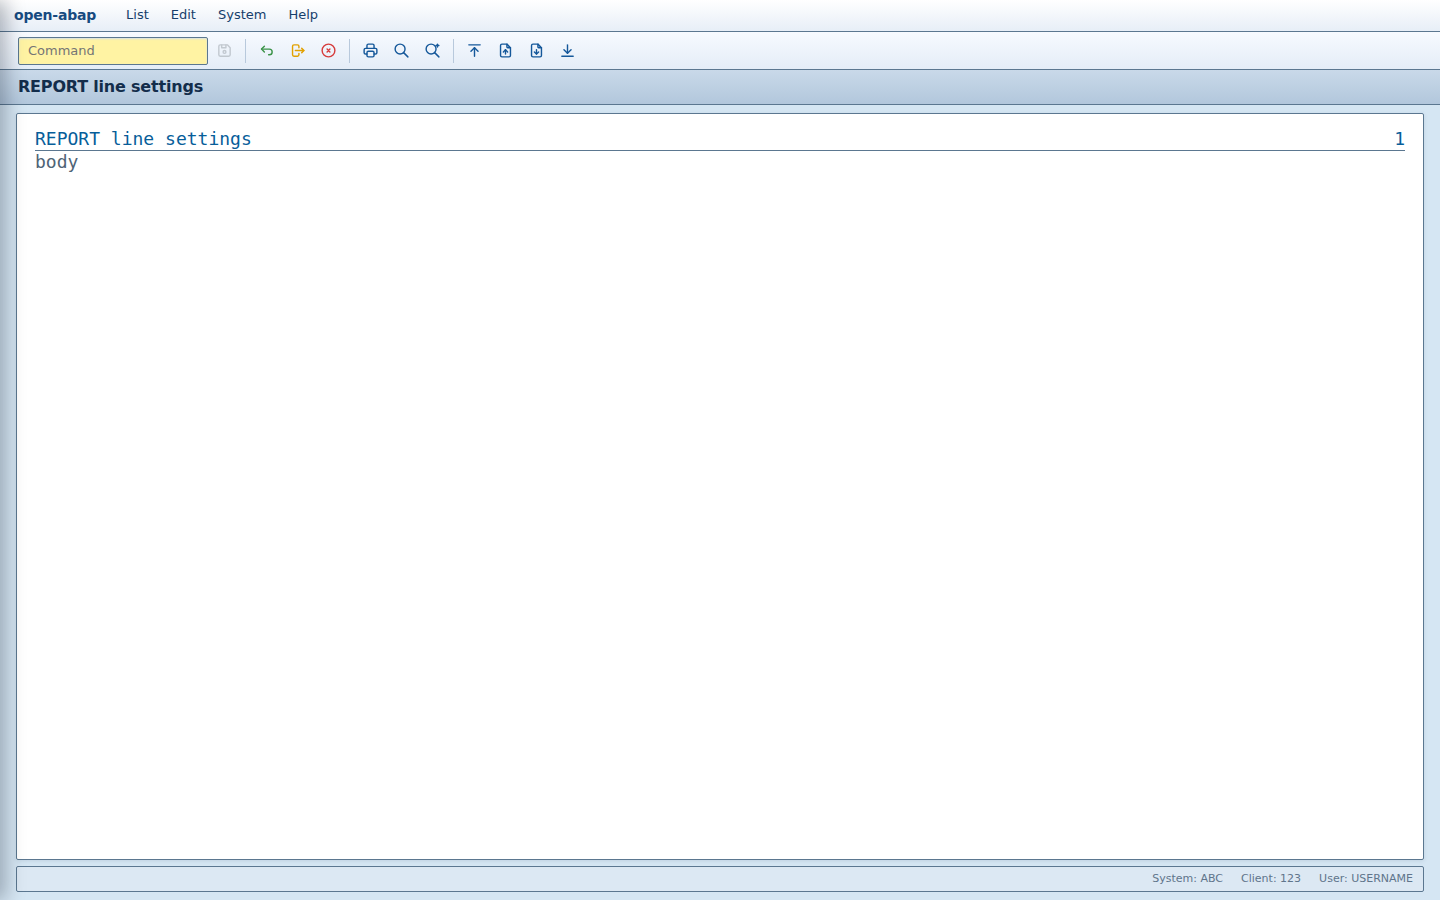 open-abap List Edit System Help
Command
REPORT line settings
REPORT line settings 1
body
System: ABC Client: 123 User: USERNAME